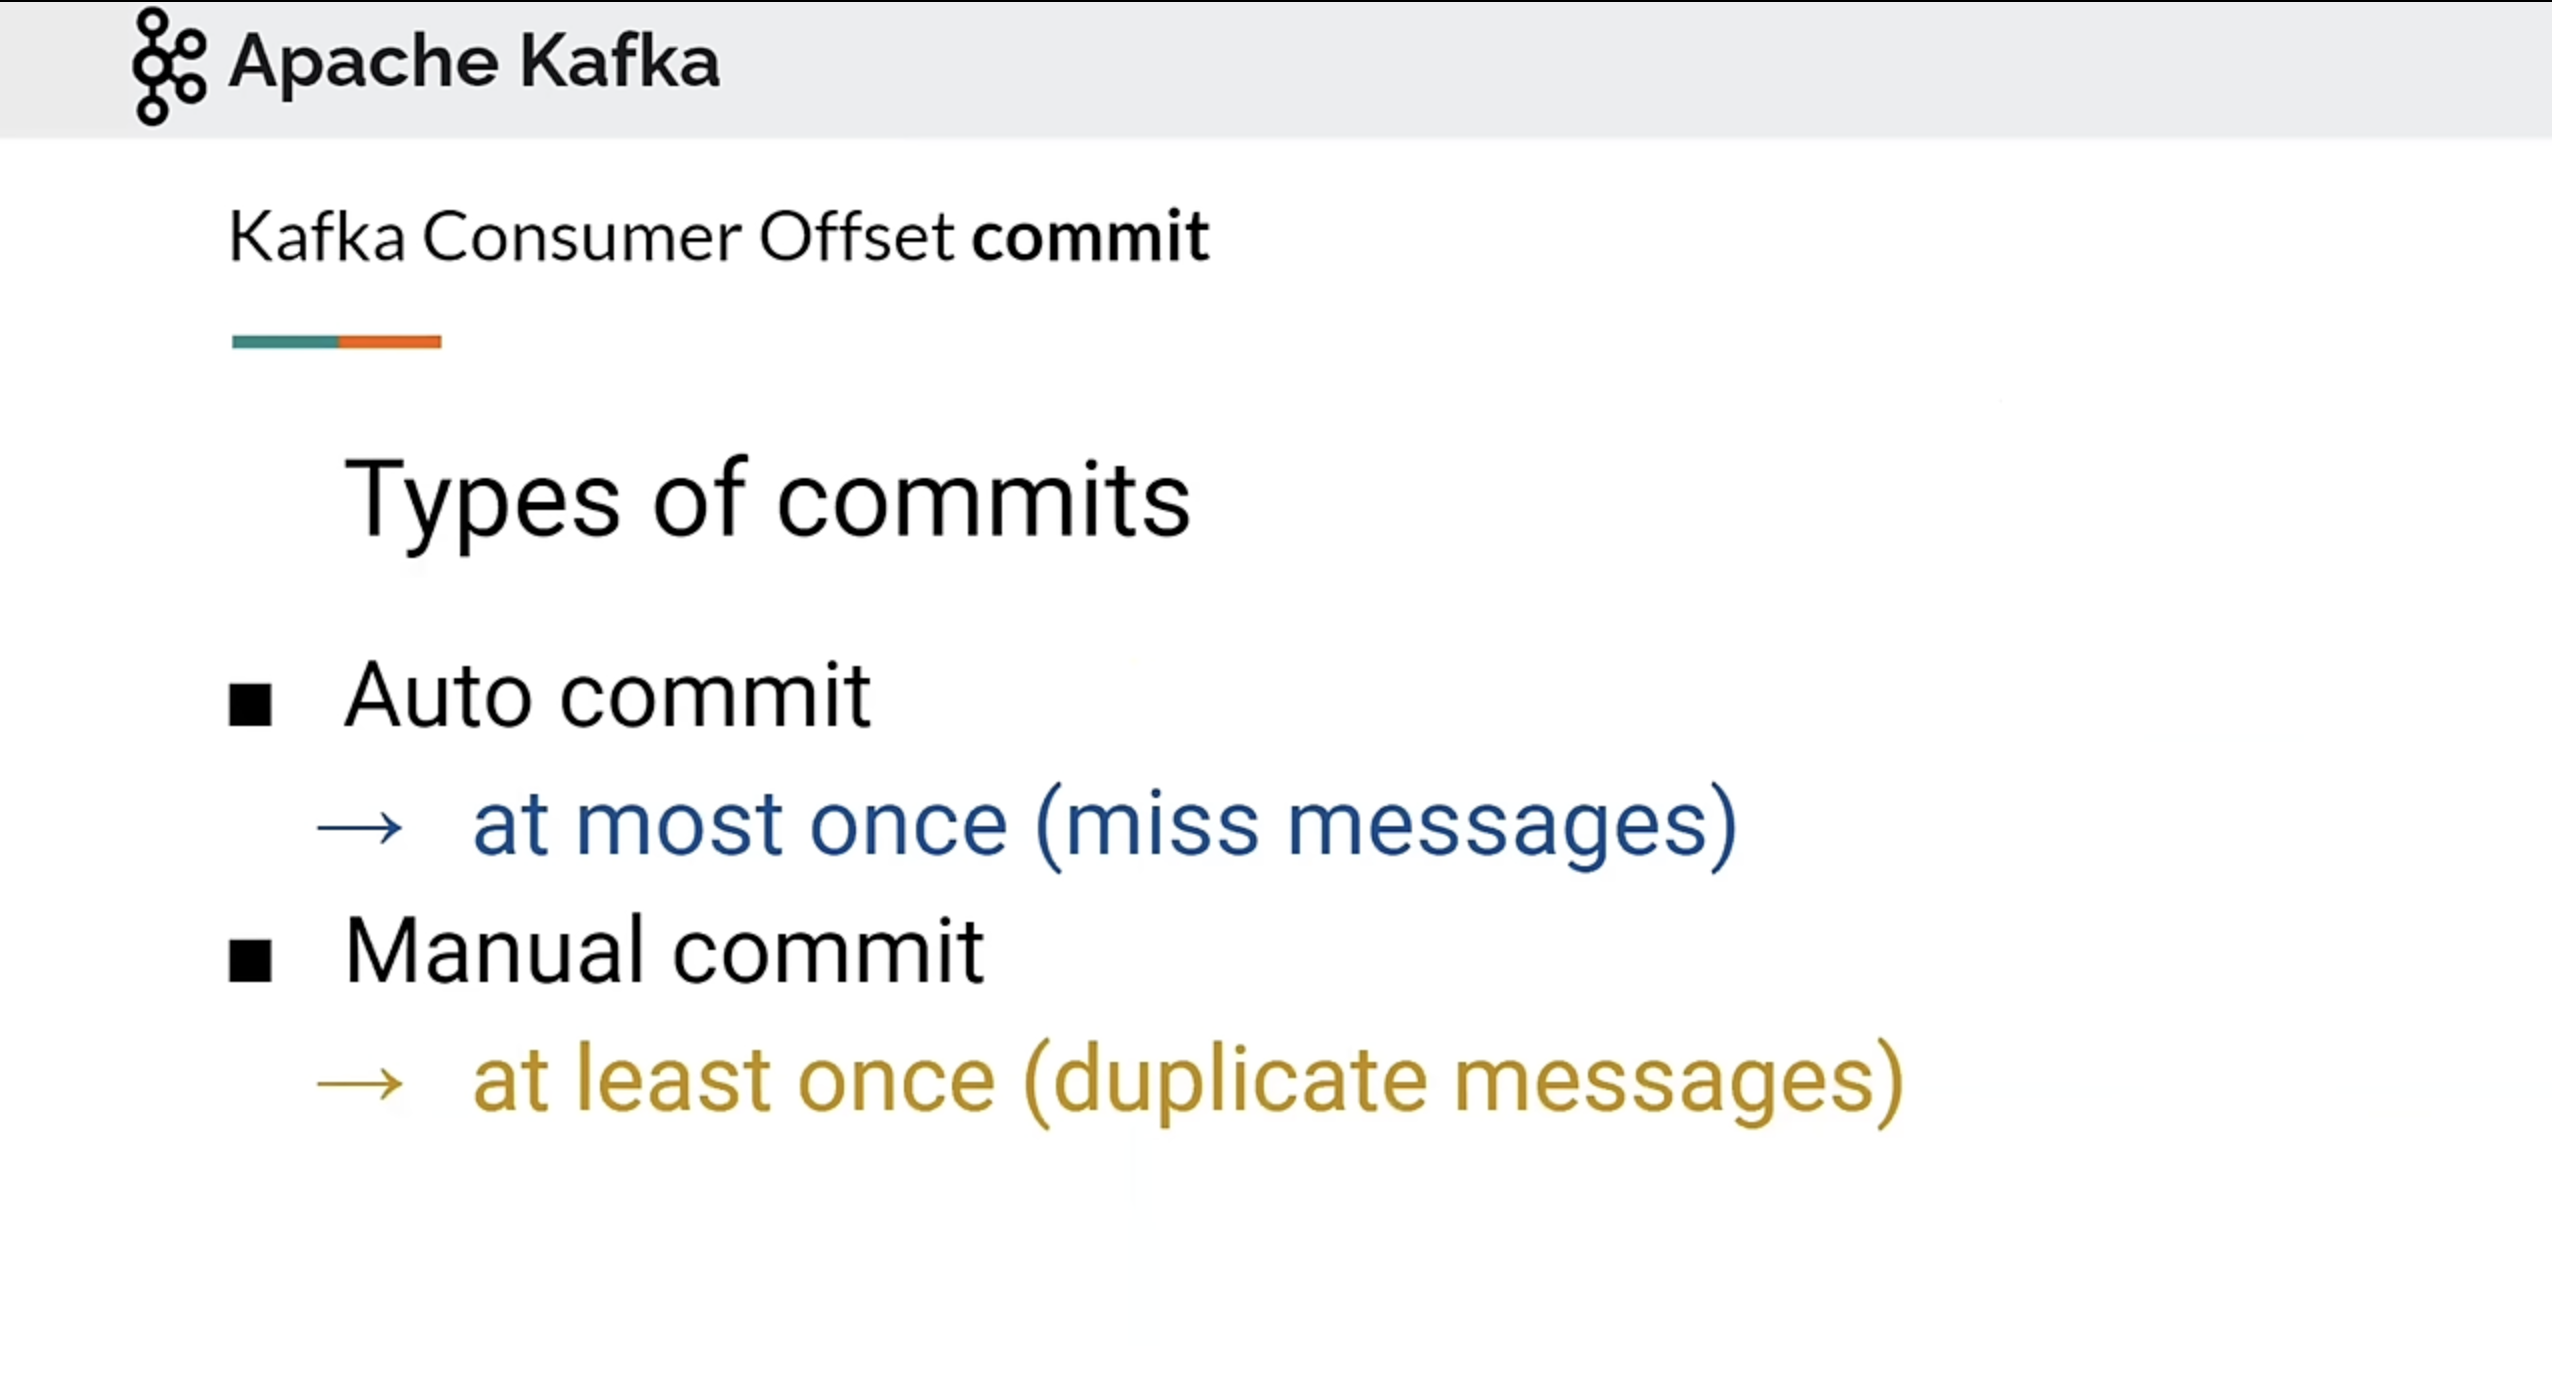 Apache Kafka
Kafka Consumer Offset commit
Types of commits
■ Auto commit
→ at most once (miss messages)
■ Manual commit
→ at least once (duplicate messages)